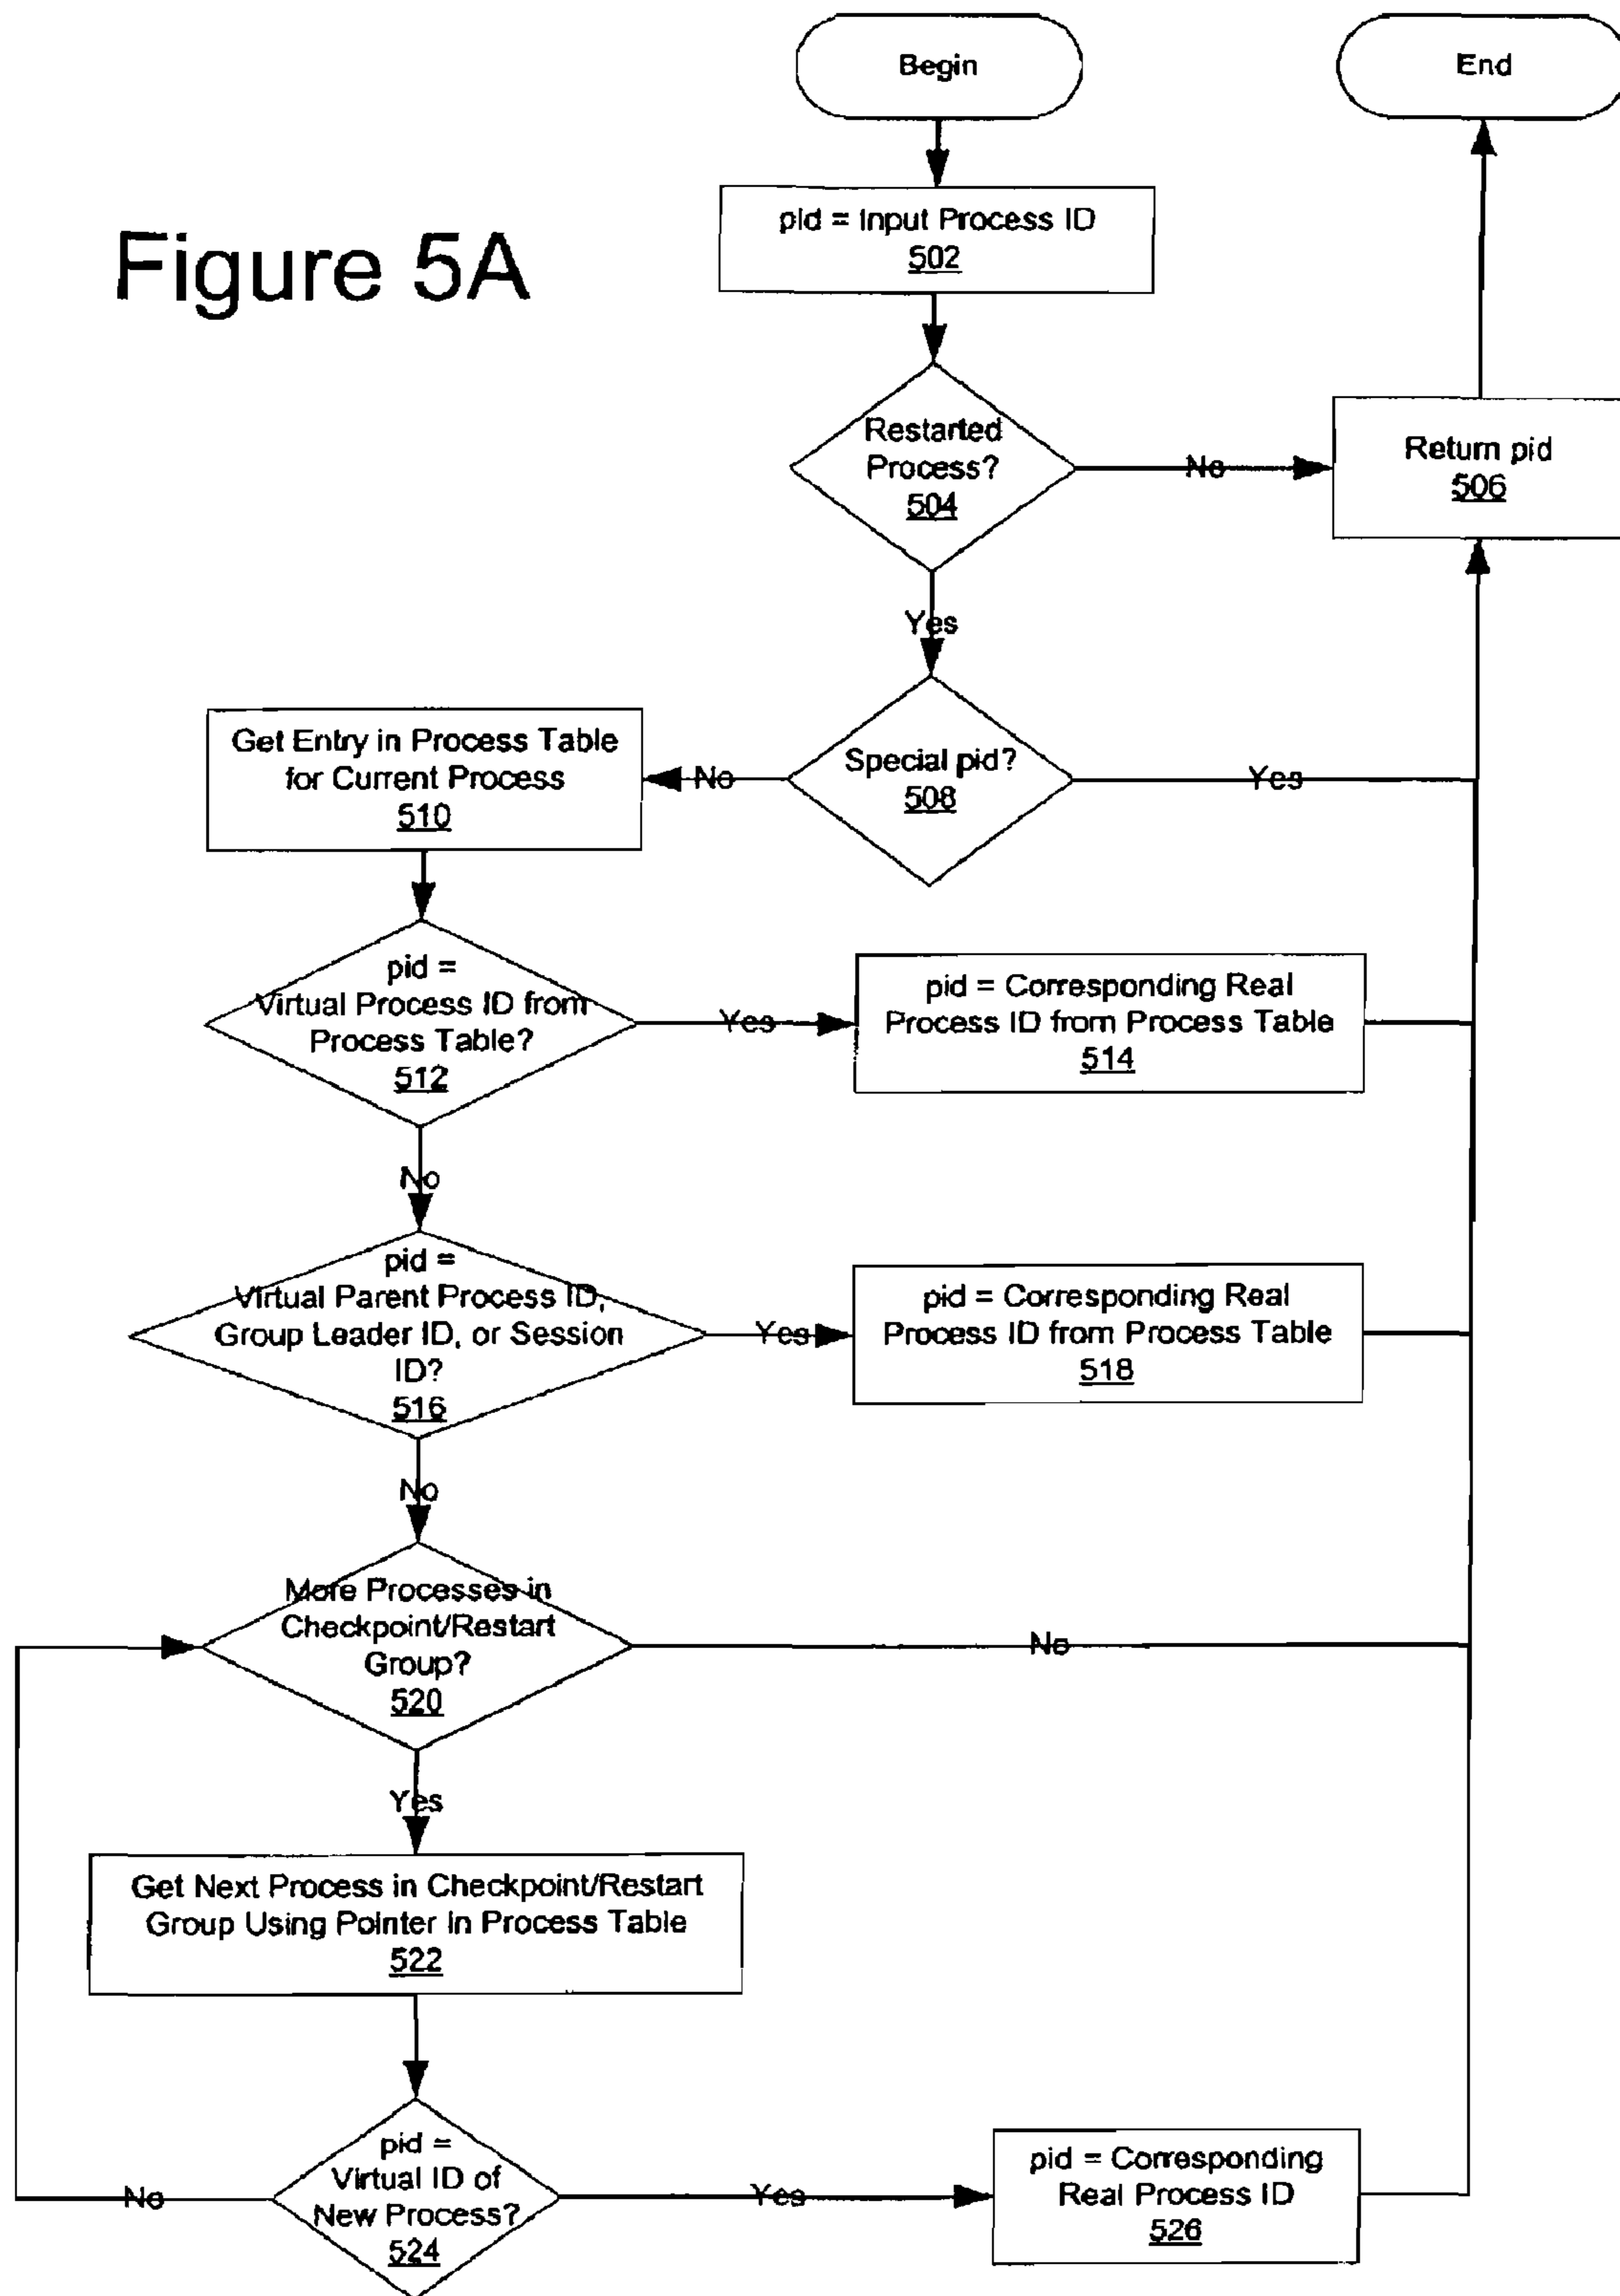 Begin
End
Figure 5A
pid = Input Process ID
502
Restarted
Process?
504
No
Return pid
506
Yes
Get Entry in Process Table
for Current Process
510
No
Special pid?
508
Yes
pid =
Virtual Process ID from
Process Table?
512
Yes
pid = Corresponding Real
Process ID from Process Table
514
No
pid =
Virtual Parent Process ID,
Group Leader ID, or Session
ID?
516
Yes
pid = Corresponding Real
Process ID from Process Table
518
No
More Processes in
Checkpoint/Restart
Group?
520
No
Yes
Get Next Process in Checkpoint/Restart
Group Using Pointer in Process Table
522
No
pid =
Virtual ID of
New Process?
524
Yes
pid = Corresponding
Real Process ID
526